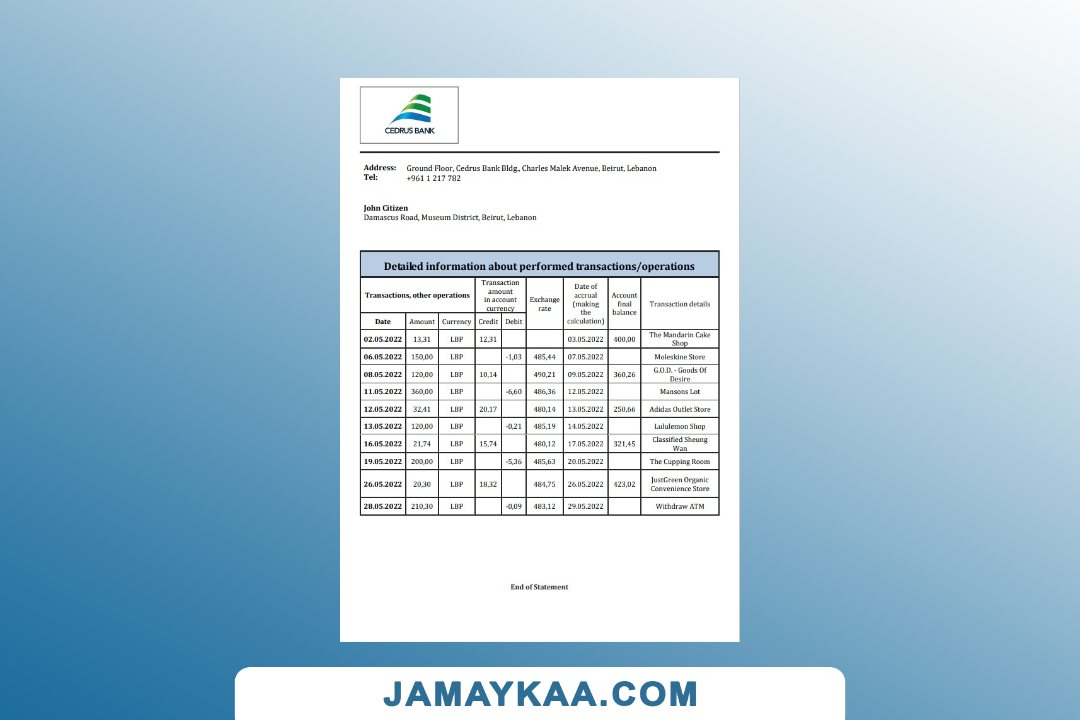 CEDRUS BANK
Address: Ground Floor, Cedrus Bank Bldg., Charles Malek Avenue, Beirut, Lebanon
Tel: +961 1 217 782
John Citizen
Damascus Road, Museum District, Beirut, Lebanon
Detailed information about performed transactions/operations
Transactions, other operations
Transaction
amount
in account
currency
Exchange
rate
Date of
accrual
(making
the
calculation)
Account
final
balance
Transaction details
Date Amount Currency Credit Debit
02.05.2022 13,31 LBP 12,31 03.05.2022 400,00 The Mandarin Cake
Shop
06.05.2022 150,00 LBP -1,03 485,44 07.05.2022 Moleskine Store
08.05.2022 120,00 LBP 10,14 490,21 09.05.2022 360,26 G.O.D. - Goods Of
Desire
11.05.2022 360,00 LBP -6,60 486,36 12.05.2022 Mansons Lot
12.05.2022 32,41 LBP 20,17 480,14 13.05.2022 250,66 Adidas Outlet Store
13.05.2022 120,00 LBP -0,21 485,19 14.05.2022 Lululemon Shop
16.05.2022 21,74 LBP 15,74 480,12 17.05.2022 321,45 Classified Sheung
Wan
19.05.2022 200,00 LBP -5,36 485,63 20.05.2022 The Cupping Room
26.05.2022 20,30 LBP 18,32 484,75 26.05.2022 423,02 JustGreen Organic
Convenience Store
28.05.2022 210,30 LBP -0,09 483,12 29.05.2022 Withdraw ATM
End of Statement
JAMAYKAA.COM